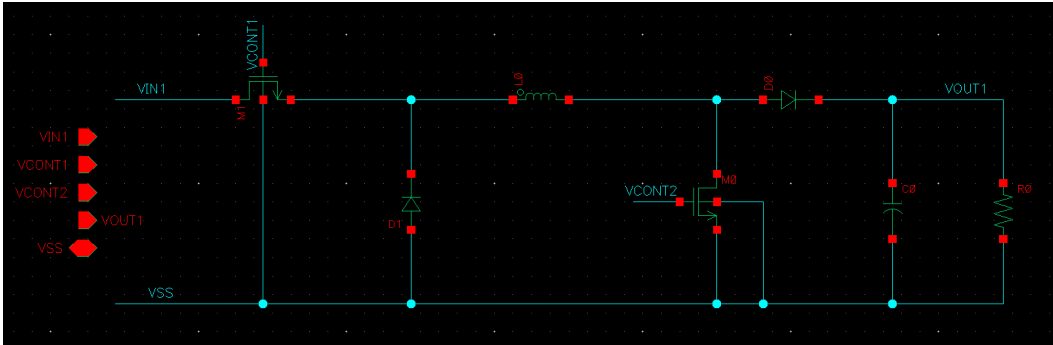 VCONT1
VIN1
M1
L0
D0
VOUT1
VIN1
VCONT1
VCONT2
VOUT1
VSS
D1
VCONT2
M0
C0
R0
VSS